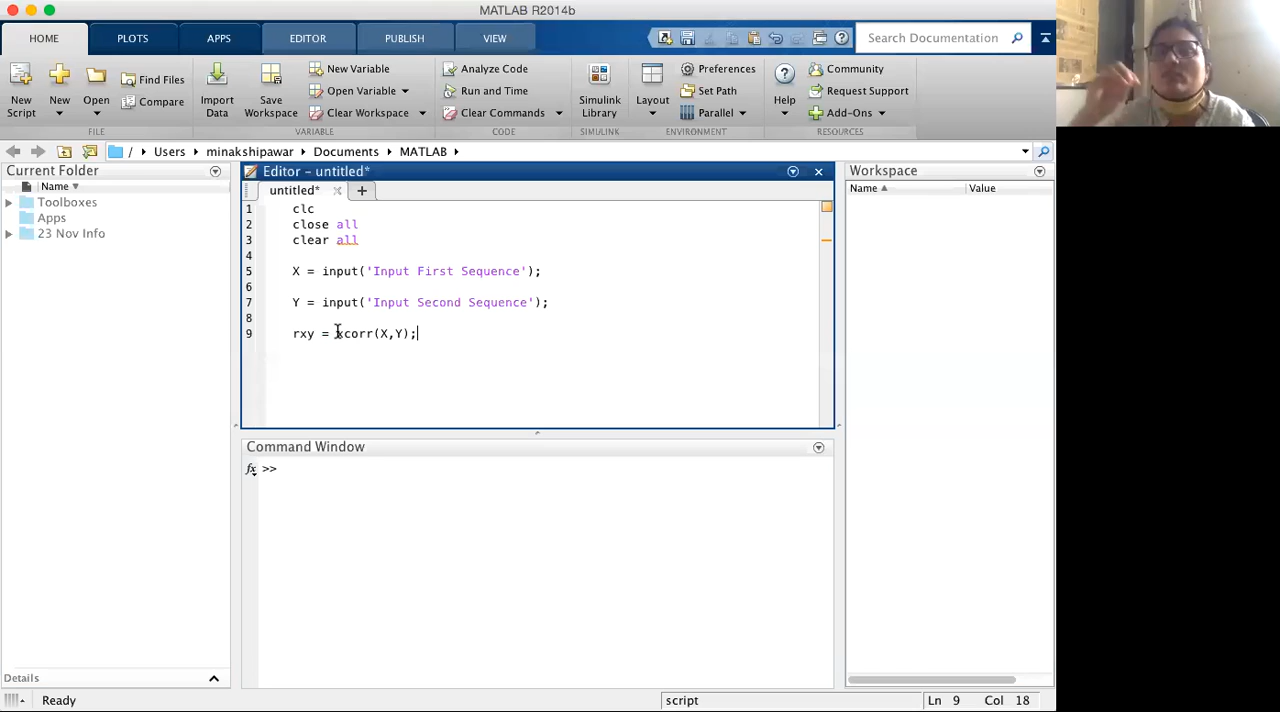 MATLAB R2014b
HOME PLOTS APPS EDITOR PUBLISH VIEW Search Documentation
New Script New Open Find Files Compare Import Data Save Workspace New Variable Open Variable Clear Workspace Analyze Code Run and Time Clear Commands Simulink Library Layout Preferences Set Path Parallel Help Community Request Support Add-Ons
FILE VARIABLE CODE SIMULINK ENVIRONMENT RESOURCES
/ Users minakshipawar Documents MATLAB
Current Folder
Name
Toolboxes
Apps
23 Nov Info
Details
Editor – untitled*
untitled* +
1 clc
2 close all
3 clear all
4
5 X = input('Input First Sequence');
6
7 Y = input('Input Second Sequence');
8
9 rxy = xcorr(X,Y);
Command Window
fx >>
Workspace
Name Value
Ready script Ln 9 Col 18